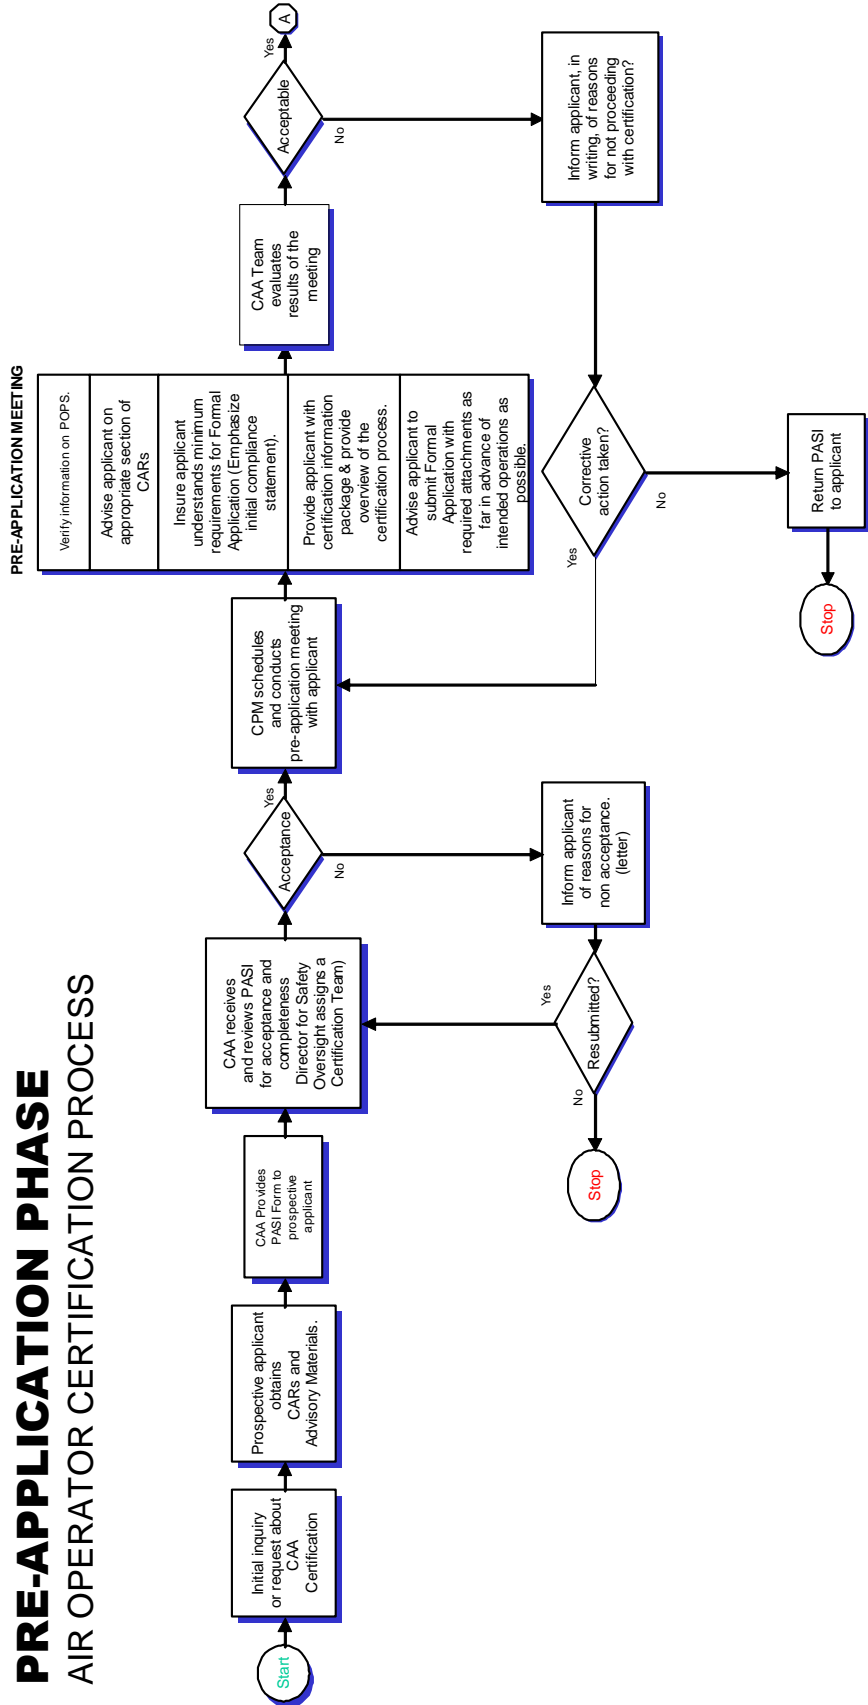 PRE-APPLICATION PHASE
AIR OPERATOR CERTIFICATION PROCESS
Start
Initial inquiry
or request about
CAA
Certification
Prospective applicant
obtains
CARs and
Advisory Materials.
CAA Provides
PASI Form to
prospective
applicant
CAA receives
and reviews PASI
for acceptance and
completeness
Director for Safety
Oversight assigns a
Certification Team)
Acceptance
Yes
No
Inform applicant
of reasons for
non acceptance.
(letter)
Resubmitted?
Yes
No
Stop
CPM schedules
and conducts
pre-application meeting
with applicant
PRE-APPLICATION MEETING
Verify information on POPS.
Advise applicant on
appropriate section of
CARs
Insure applicant
understands minimum
requirements for Formal
Application (Emphasize
initial compliance
statement).
Provide applicant with
certification information
package & provide
overview of the
certification process.
Advise applicant to
submit Formal
Application with
required attachments as
far in advance of
intended operations as
possible.
CAA Team
evaluates
results of the
meeting
Acceptable
Yes
A
No
Inform applicant, in
writing, of reasons
for not proceeding
with certification?
Corrective
action taken?
Yes
No
Return PASI
to applicant
Stop